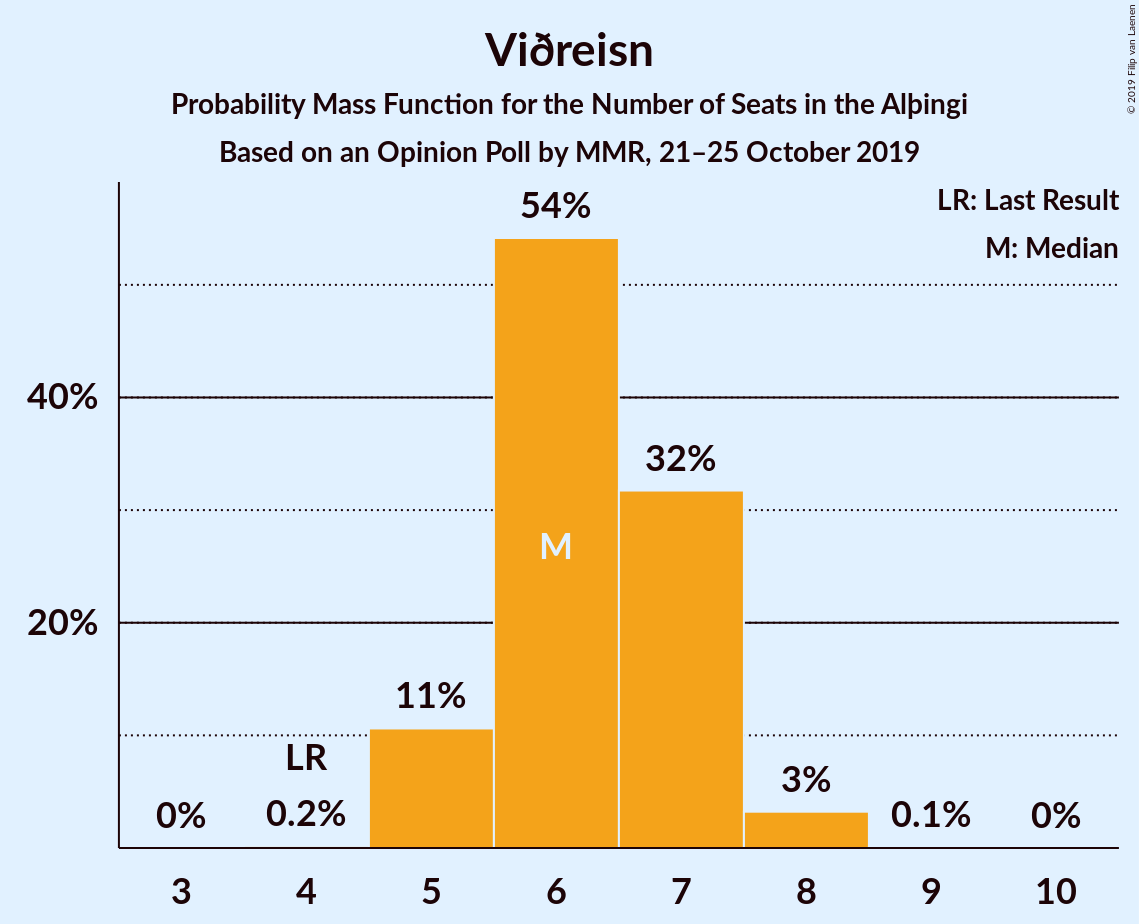 Viðreisn
Probability Mass Function for the Number of Seats in the Alþingi
Based on an Opinion Poll by MMR, 21–25 October 2019
© 2019 Filip van Laenen
LR: Last Result
M: Median
54%
40%
32%
M
20%
11%
LR
3%
0%
0.2%
0.1%
0%
3 4 5 6 7 8 9 10